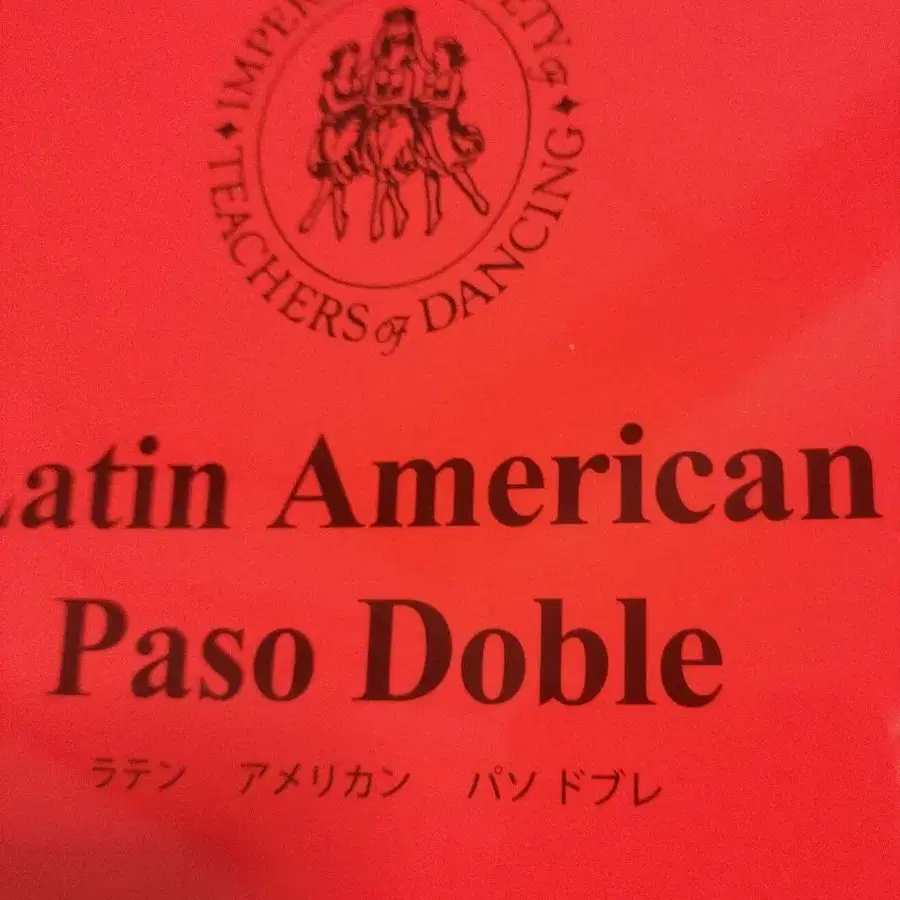 TEACHERS of DANCING
Latin American
Paso Doble
ラテン アメリカン パソ ドブレ